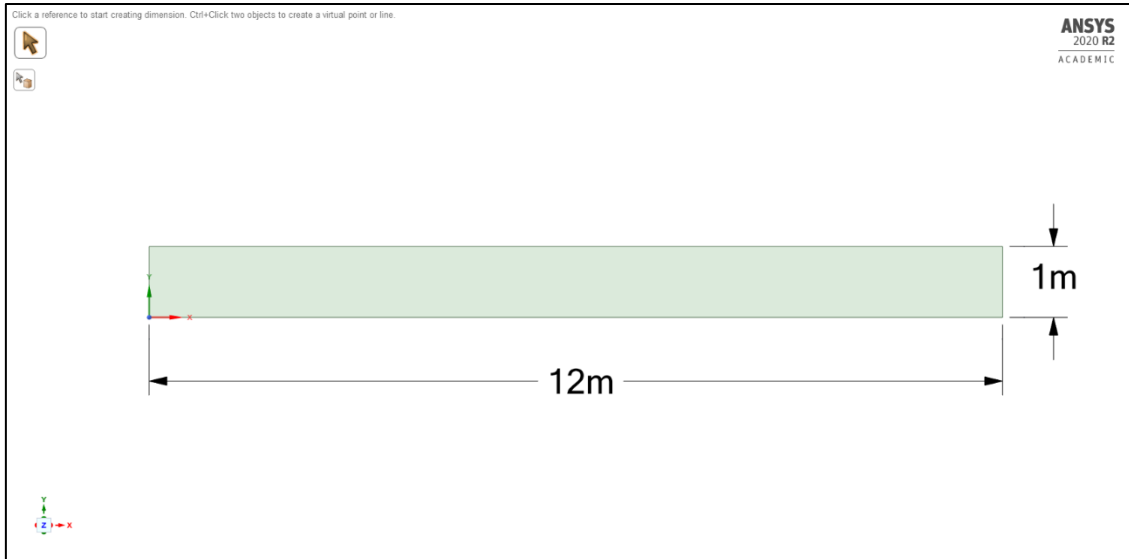 Click a reference to start creating dimension. Ctrl+Click two objects to create a virtual point or line.
ANSYS
2020 R2
ACADEMIC
Y
X
1m
12m
Y
Z
X